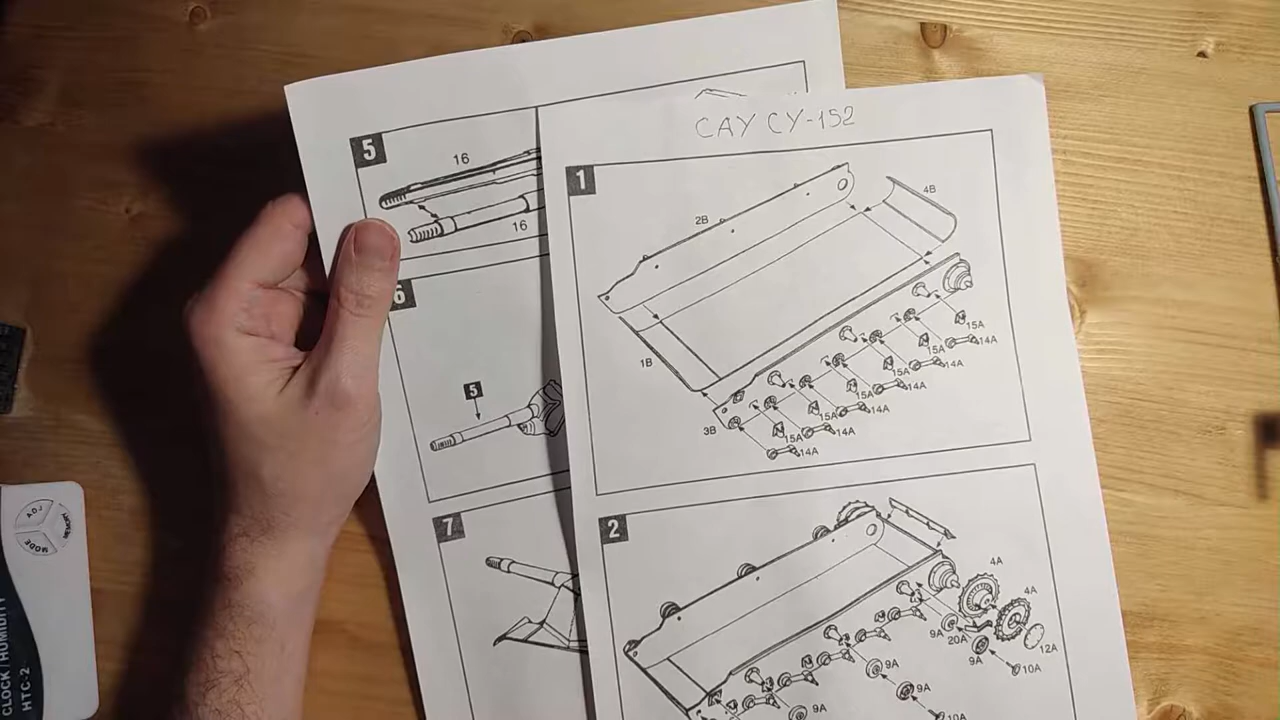 5
16
16
6
5
7
САУ СУ-152
1
2B
4B
1B
3B
15A
14A
15A
14A
15A
14A
15A
14A
15A
14A
15A
14A
2
4A
4A
9A
20A
12A
9A
10A
9A
9A
10A
9A
ADJ
MODE
MEMORY
CLOCK/HUMIDITY
HTC-2